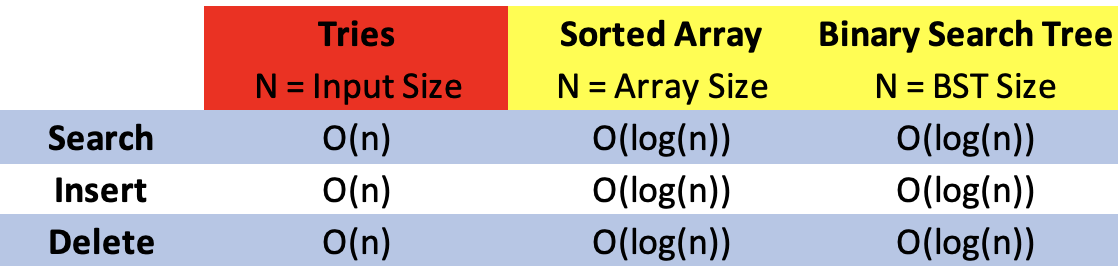 Tries Sorted Array Binary Search Tree
N = Input Size N = Array Size N = BST Size
Search O(n) O(log(n)) O(log(n))
Insert O(n) O(log(n)) O(log(n))
Delete O(n) O(log(n)) O(log(n))